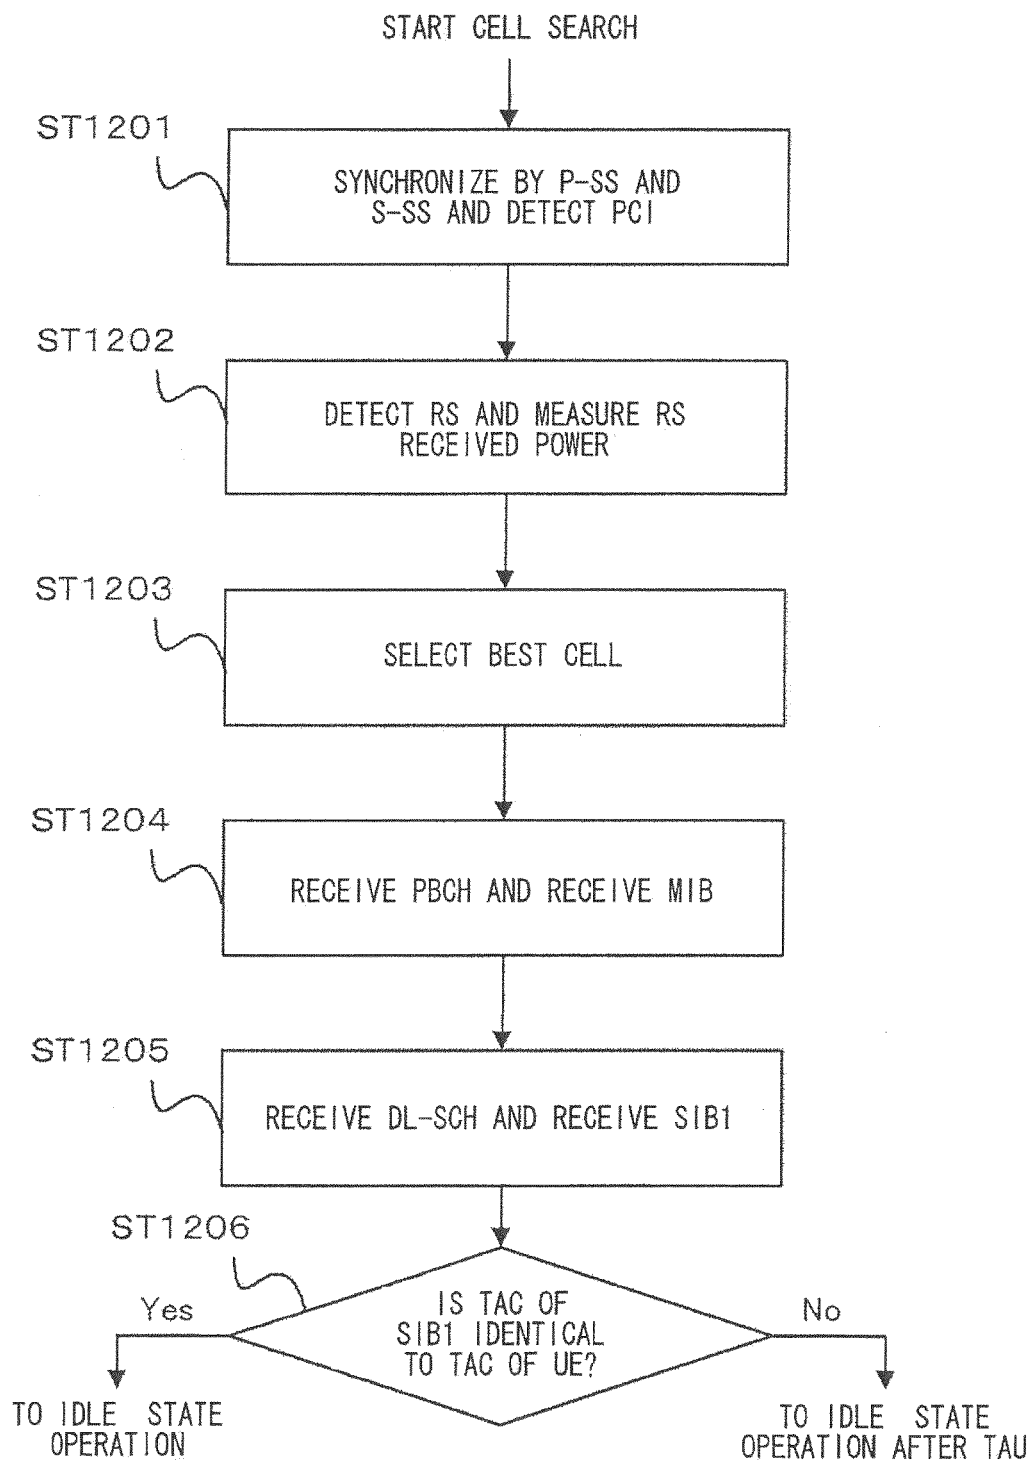 START CELL SEARCH
ST1201
SYNCHRONIZE BY P-SS AND
S-SS AND DETECT PCI
ST1202
DETECT RS AND MEASURE RS
RECEIVED POWER
ST1203
SELECT BEST CELL
ST1204
RECEIVE PBCH AND RECEIVE MIB
ST1205
RECEIVE DL-SCH AND RECEIVE SIB1
ST1206
IS TAC OF
SIB1 IDENTICAL
TO TAC OF UE?
Yes
No
TO IDLE STATE
OPERATION
TO IDLE STATE
OPERATION AFTER TAU